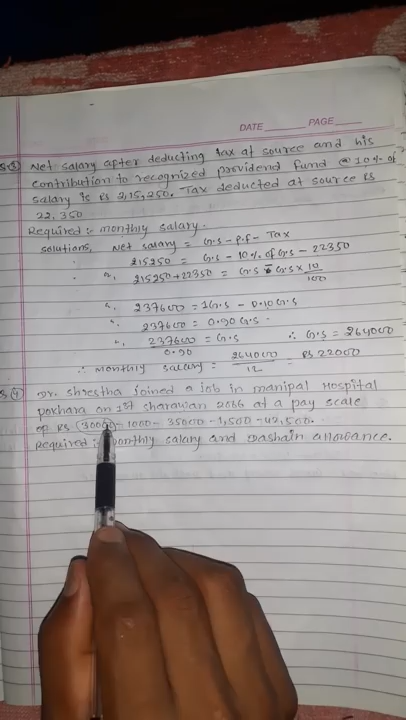 DATE ______ PAGE ____
Q.3) Net salary after deducting tax at source and his
contribution to recognized providend fund @ 10% of
salary is Rs 2,15,250. Tax deducted at source Rs
22,350
Required :- monthly salary.
solutions, Net salary = G.S - P.F - Tax
215250 = G.S - 10% of G.S - 22350
215250 + 22350 = G.S - G.S × 10/100
237600 = 1G.S - 0.10 G.S
237600 = 0.90 G.S
237600/0.90 = G.S ∴ G.S = 264000
∴ monthly salary = 264000/12 = Rs 22000
Dr. shrestha joined a job in manipal Hospital
pokhara on 1st sharawan 2066 at a pay scale
of Rs - 1000 - 35000 - 1,500 - 42,500.
Required : monthly salary and Dashain allowance.